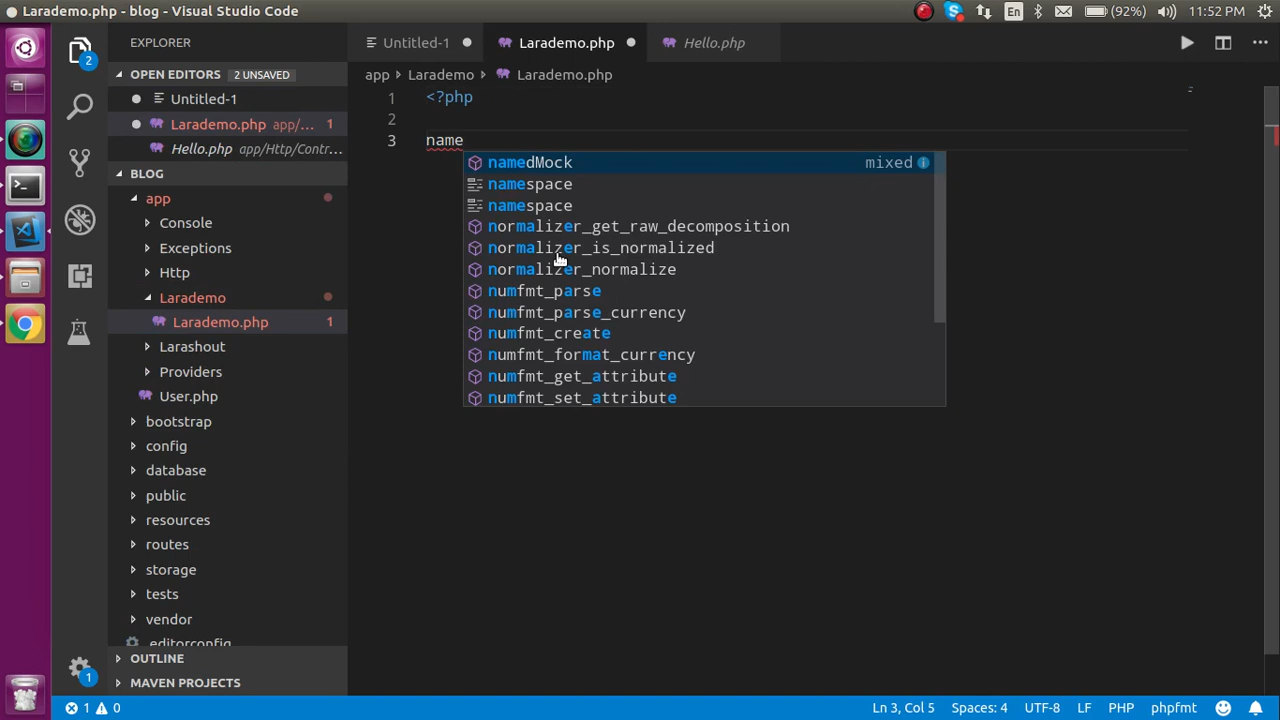 Larademo.php - blog - Visual Studio Code
En
(92%)
11:52 PM
EXPLORER
2
OPEN EDITORS
2 UNSAVED
Untitled-1
Larademo.php app/...
1
Hello.php app/Http/Contr...
BLOG
app
Console
Exceptions
Http
Larademo
Larademo.php
1
Larashout
Providers
User.php
bootstrap
config
database
public
resources
routes
storage
tests
vendor
.editorconfig
OUTLINE
MAVEN PROJECTS
1
Untitled-1
Larademo.php
Hello.php
app
Larademo
Larademo.php
1 <?php
2
3 name
namedMock mixed
namespace
namespace
normalizer_get_raw_decomposition
normalizer_is_normalized
normalizer_normalize
numfmt_parse
numfmt_parse_currency
numfmt_create
numfmt_format_currency
numfmt_get_attribute
numfmt_set_attribute
1 0
Ln 3, Col 5
Spaces: 4
UTF-8
LF
PHP
phpfmt